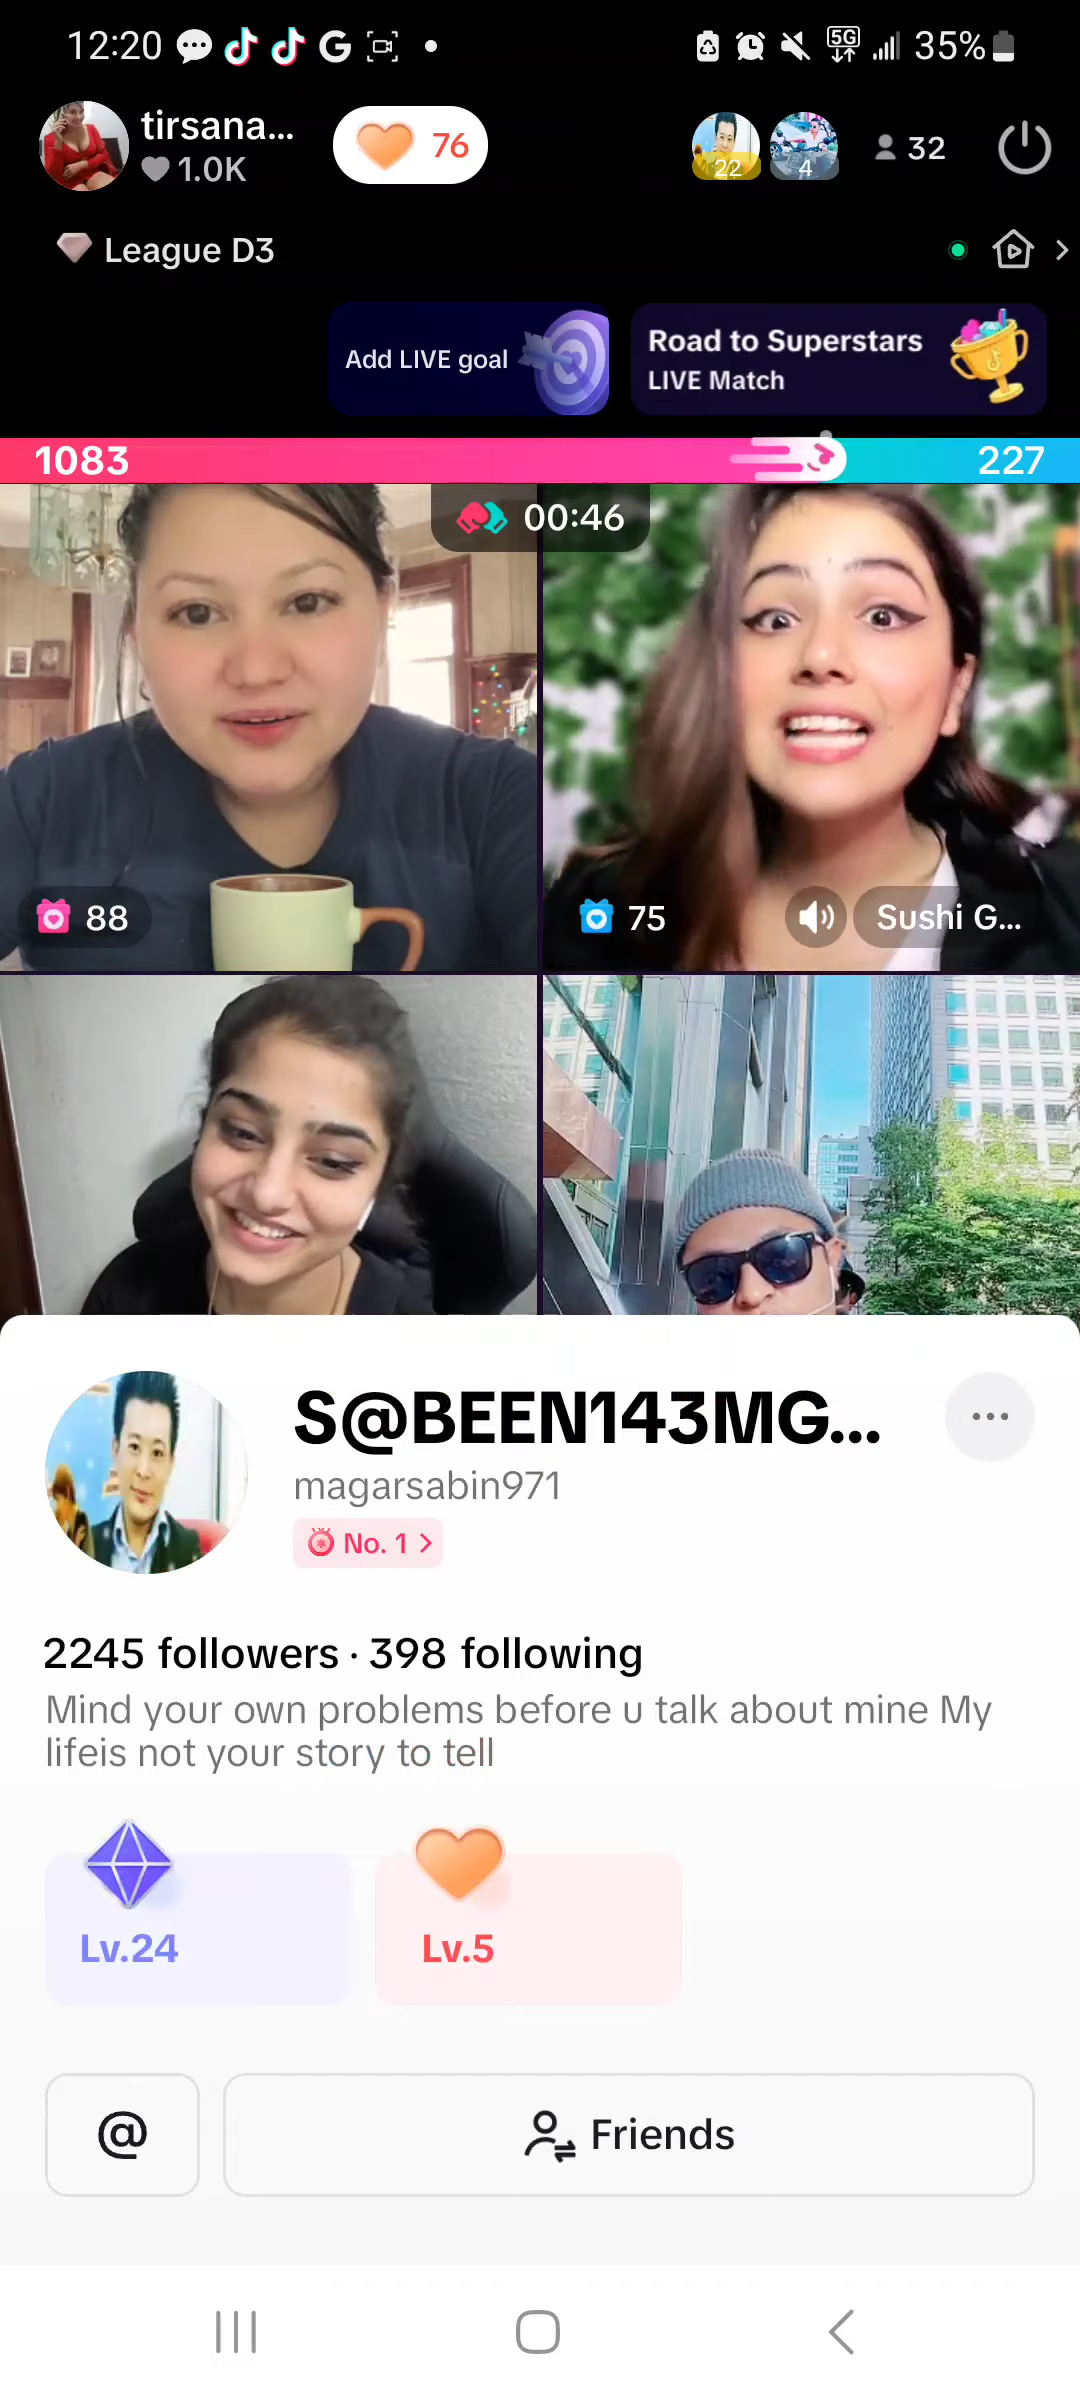 12:20
5G
35%
tirsana...
1.0K
76
22
4
32
League D3
Add LIVE goal
Road to Superstars
LIVE Match
1083
227
00:46
88
75
Sushi G...
S@BEEN143MG...
magarsabin971
No. 1
2245 followers · 398 following
Mind your own problems before u talk about mine My
lifeis not your story to tell
Lv.24
Lv.5
@
Friends